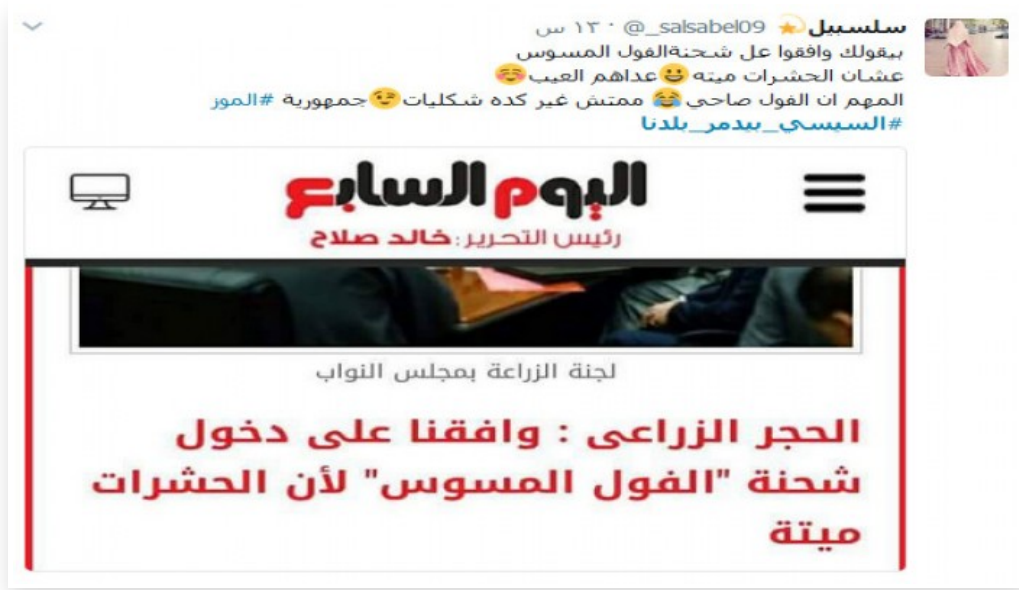 سلسبيل💫 @_salsabel09 · ١٣ س
بيقولك وافقوا عل شحنةالفول المسوس
عشان الحشرات ميته😀عداهم العيب☺️
المهم ان الفول صاحي😂 ممتش غير كده شكليات😉جمهورية #الموز
#السيسي_بيدمر_بلدنا
اليوم السابع
رئيس التحرير: خالد صلاح
لجنة الزراعة بمجلس النواب
الحجر الزراعى : وافقنا على دخول
شحنة "الفول المسوس" لأن الحشرات
ميتة